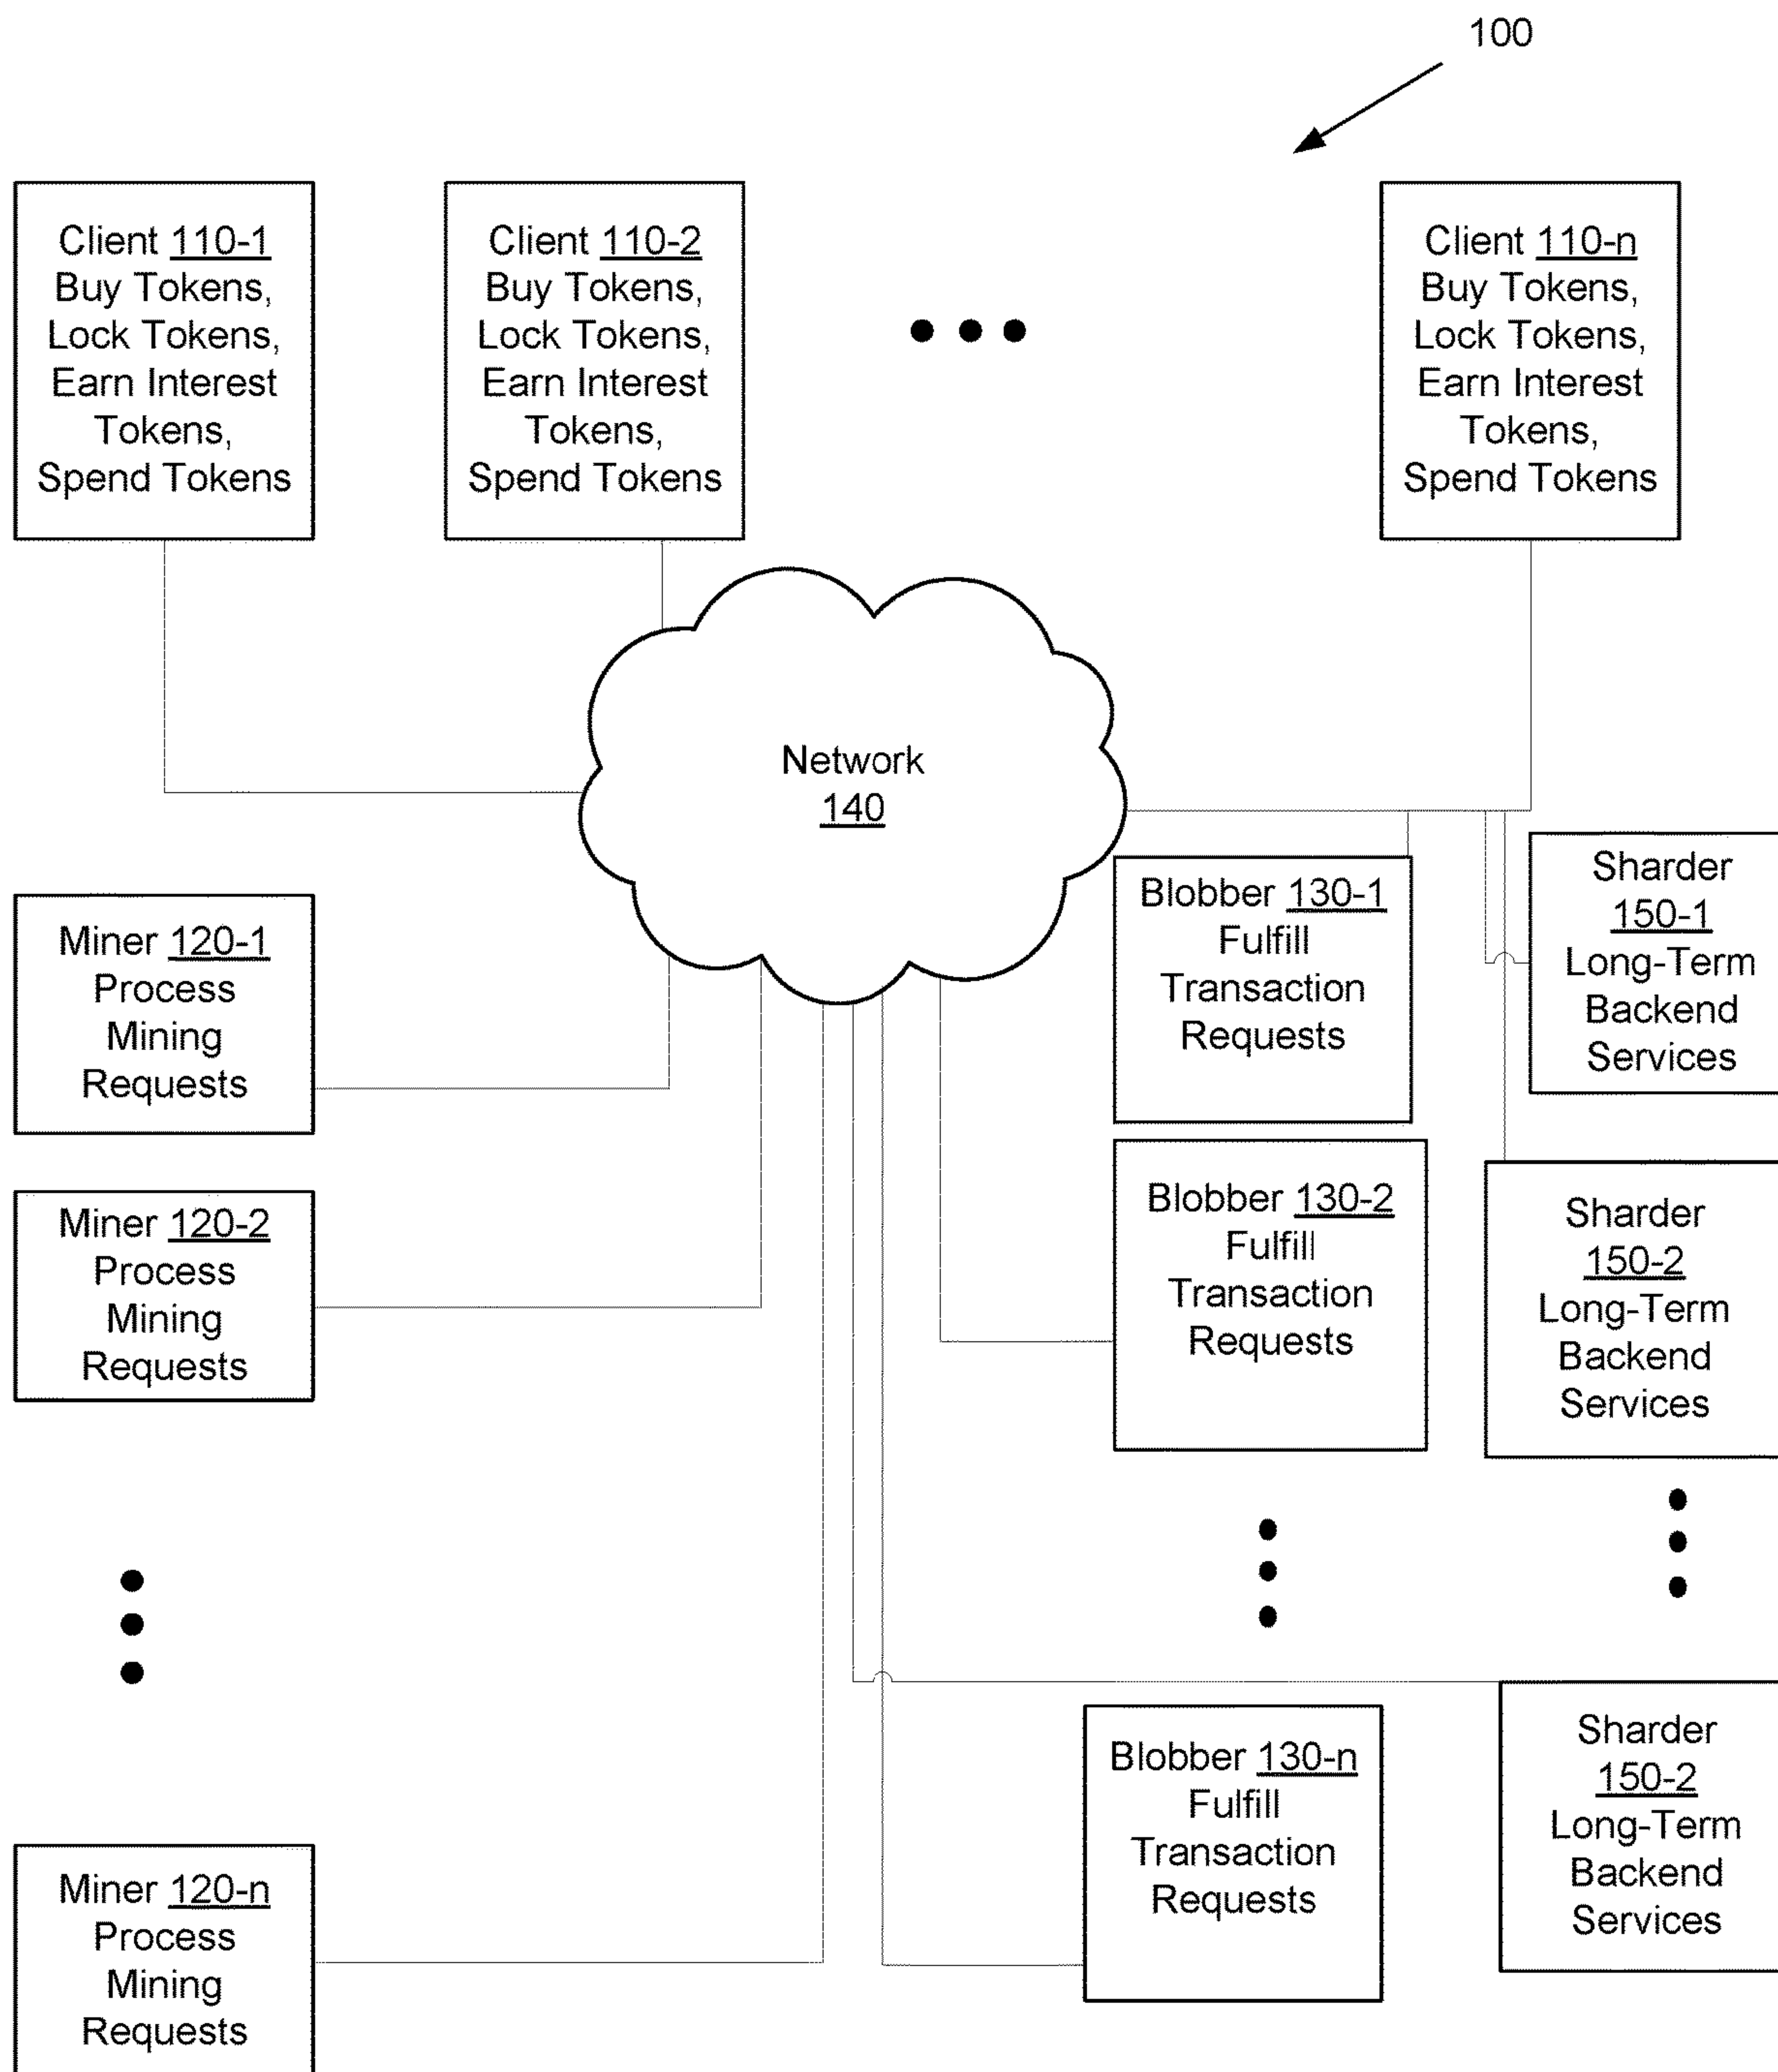 100
Client 110-1
Buy Tokens,
Lock Tokens,
Earn Interest
Tokens,
Spend Tokens
Client 110-2
Buy Tokens,
Lock Tokens,
Earn Interest
Tokens,
Spend Tokens
Client 110-n
Buy Tokens,
Lock Tokens,
Earn Interest
Tokens,
Spend Tokens
Network
140
Miner 120-1
Process
Mining
Requests
Blobber 130-1
Fulfill
Transaction
Requests
Sharder
150-1
Long-Term
Backend
Services
Miner 120-2
Process
Mining
Requests
Blobber 130-2
Fulfill
Transaction
Requests
Sharder
150-2
Long-Term
Backend
Services
Miner 120-n
Process
Mining
Requests
Blobber 130-n
Fulfill
Transaction
Requests
Sharder
150-2
Long-Term
Backend
Services